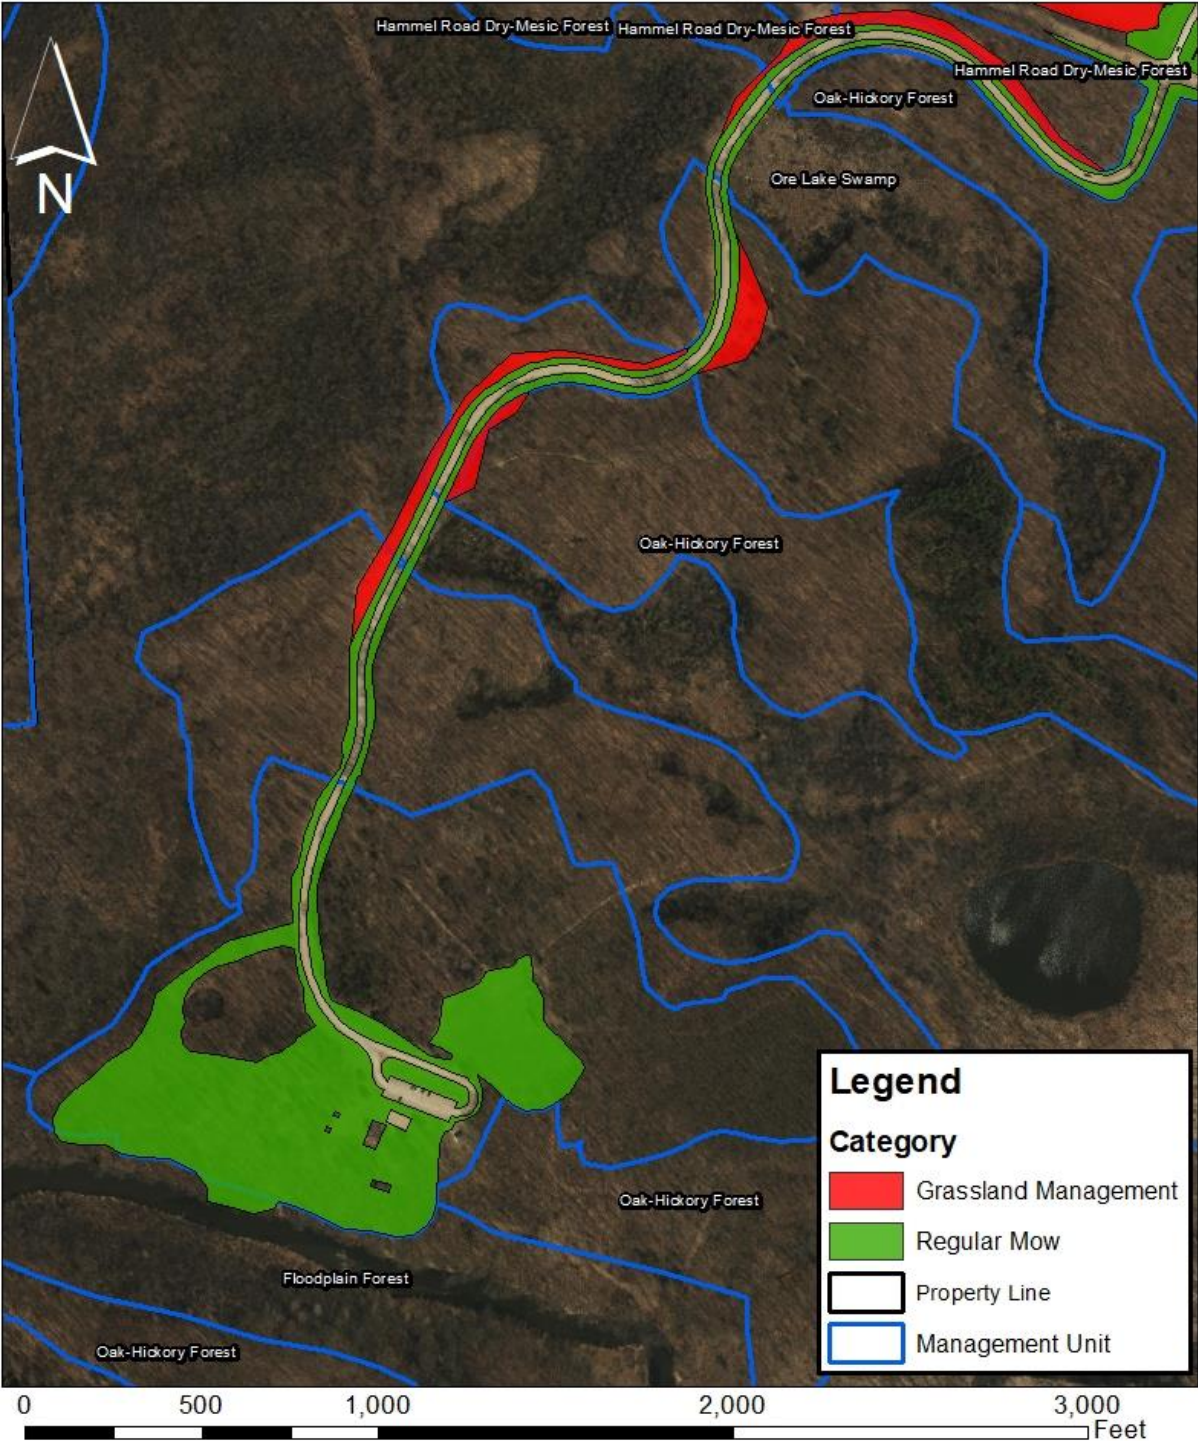 Hammel Road Dry-Mesic Forest
Hammel Road Dry-Mesic Forest
Hammel Road Dry-Mesic Forest
Oak-Hickory Forest
N
Ore Lake Swamp
Oak-Hickory Forest
Legend
Category
Grassland Management
Regular Mow
Property Line
Management Unit
Oak-Hickory Forest
Floodplain Forest
Oak-Hickory Forest
0 500 1,000 2,000 3,000
Feet